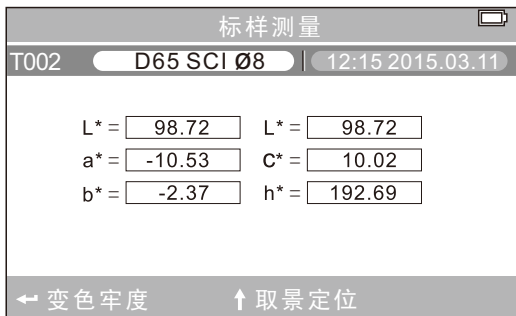 标样测量
T002 D65 SCI Ø8 12:15 2015.03.11
L* = 98.72 L* = 98.72
a* = -10.53 C* = 10.02
b* = -2.37 h* = 192.69
变色牢度 取景定位